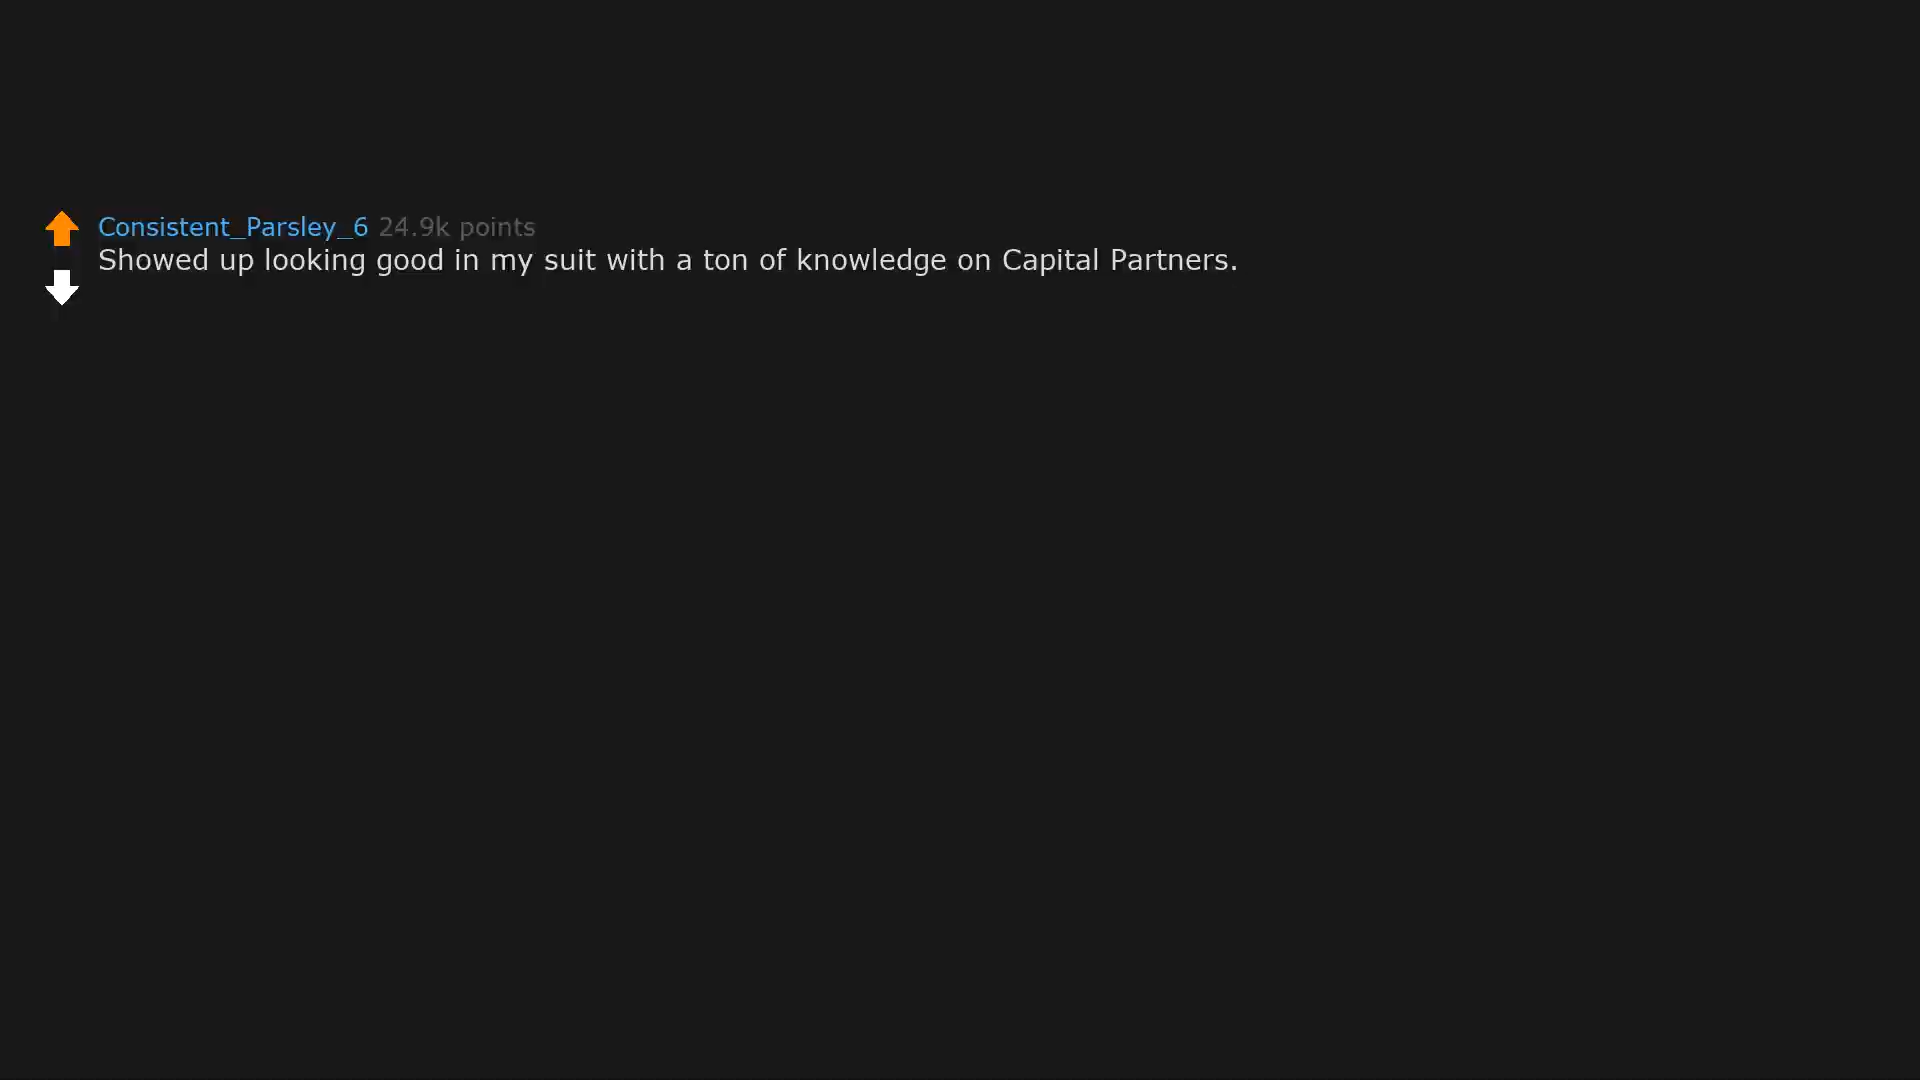 Consistent_Parsley_6 24.9k points
Showed up looking good in my suit with a ton of knowledge on Capital Partners.